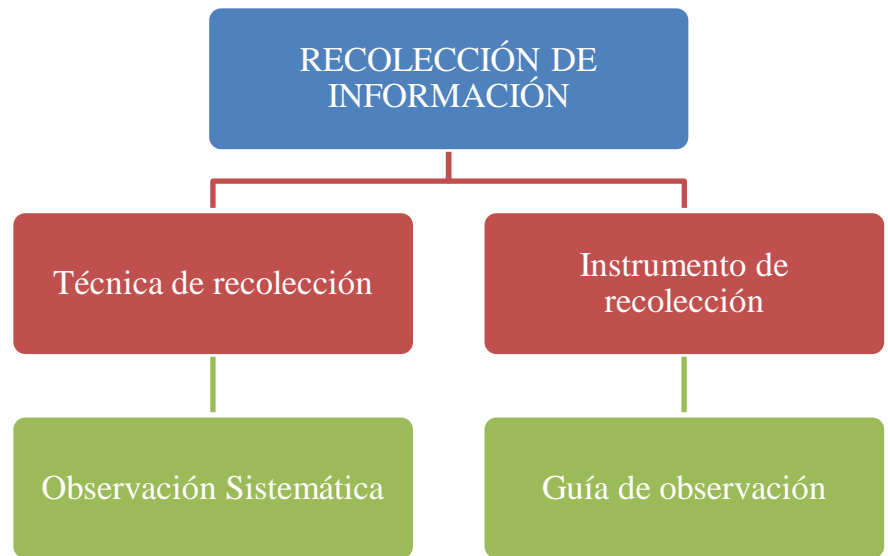 RECOLECCIÓN DE
INFORMACIÓN
Técnica de recolección
Instrumento de
recolección
Observación Sistemática
Guía de observación